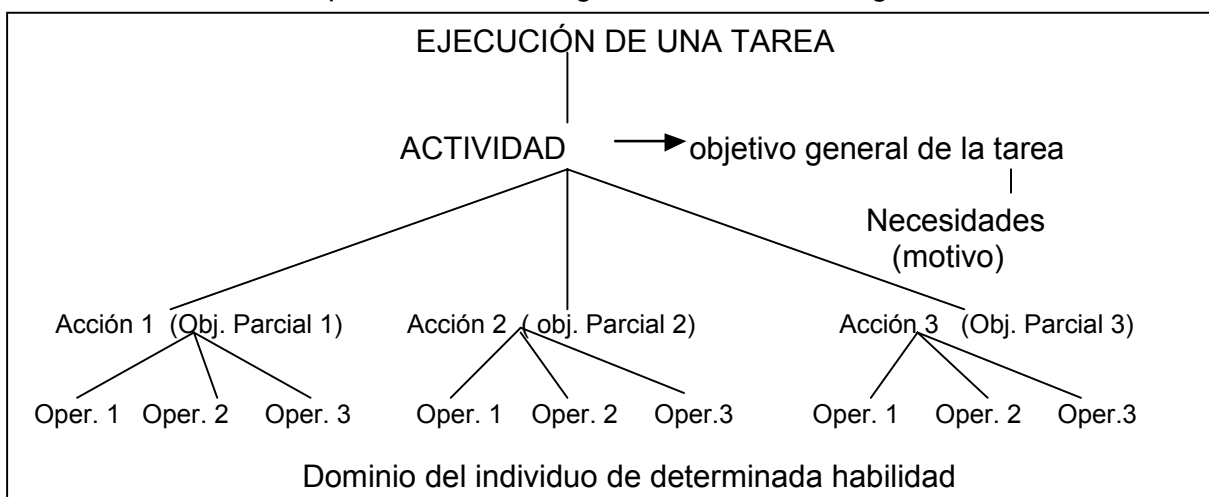 EJECUCIÓN DE UNA TAREA
ACTIVIDAD objetivo general de la tarea
Necesidades
(motivo)
Acción 1 (Obj. Parcial 1) Acción 2 ( obj. Parcial 2) Acción 3 (Obj. Parcial 3)
Oper. 1 Oper. 2 Oper. 3 Oper. 1 Oper. 2 Oper.3 Oper. 1 Oper. 2 Oper.3
Dominio del individuo de determinada habilidad